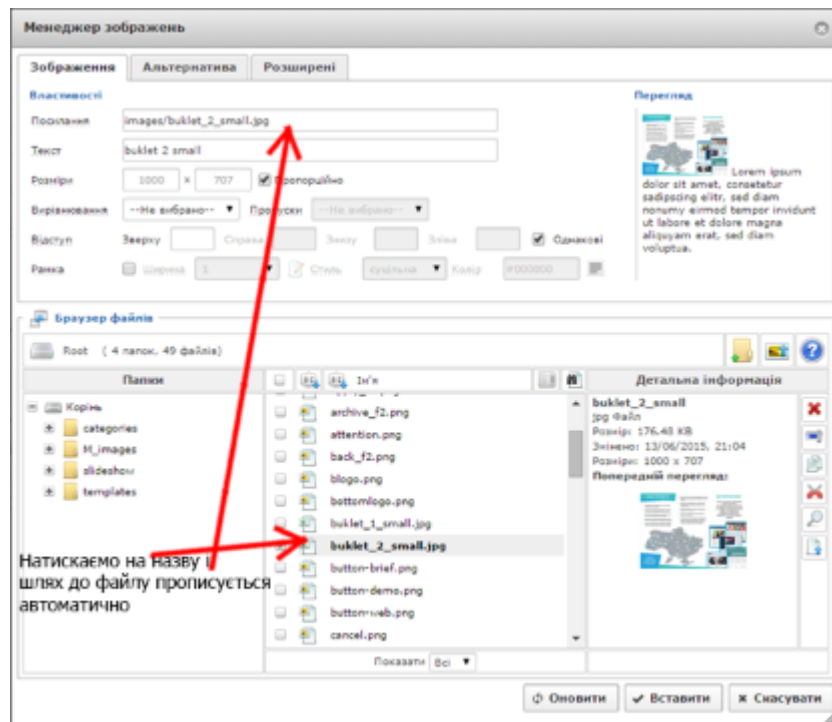 Менеджер зображень
Зображення Альтернатива Розширені
Властивості
Посилання images/buklet_2_small.jpg
Текст buklet 2 small
Розміри 1000 × 707 Пропорційно
Вирівнювання --Не вибрано-- Пропуски --Не вибрано--
Відступ Зверху Справа Знизу Зліва Однакові
Рамка Ширина 1 Стиль суцільна Колір #000000
Перегляд
Lorem ipsum
dolor sit amet, consetetur
sadipscing elitr, sed diam
nonumy eirmod tempor invidunt
ut labore et dolore magna
aliquyam erat, sed diam
voluptua.
Браузер файлів
Root ( 4 папок, 49 файлів)
Папки
Корінь
categories
M_images
slideshow
templates
Ім'я
archive_f2.png
attention.png
back_f2.png
blogo.png
bottomlogo.png
buklet_1_small.jpg
buklet_2_small.jpg
button-brief.png
button-demo.png
button-web.png
cancel.png
Показати Всі
Детальна інформація
buklet_2_small
jpg Файл
Розмір: 176.48 KB
Змінено: 13/06/2015, 21:04
Розміри: 1000 x 707
Попередній перегляд:
Натискаємо на назву і
шлях до файлу прописується
автоматично
Оновити Вставити Скасувати